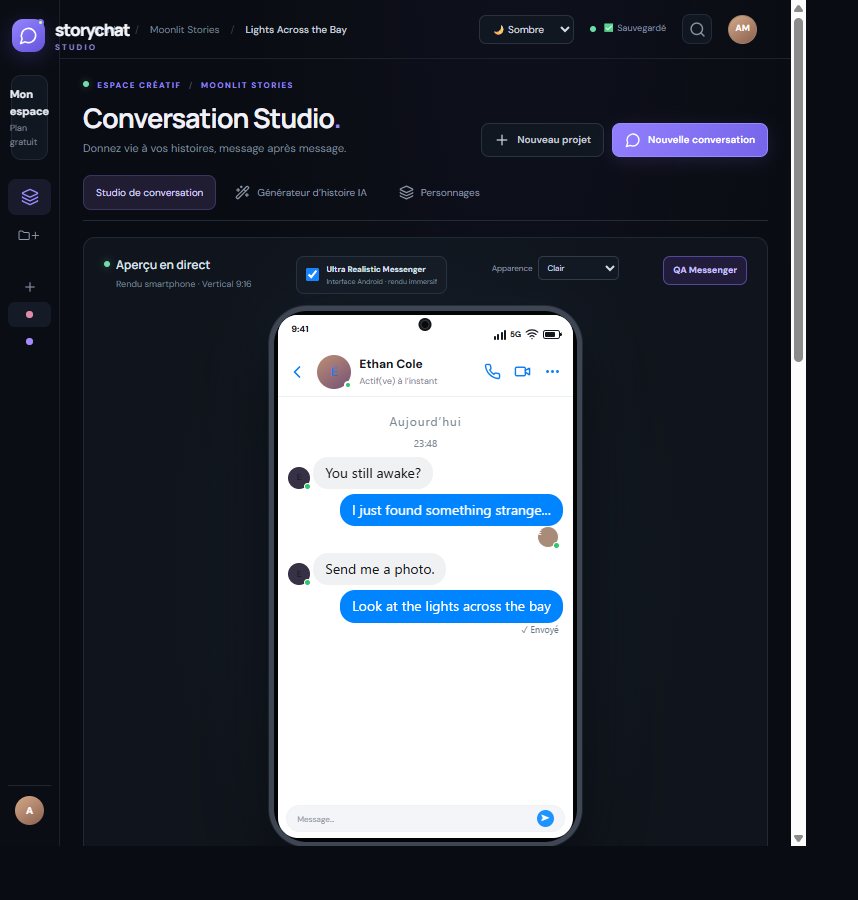 storychat
STUDIO
/ Moonlit Stories / Lights Across the Bay
🌙 Sombre
✅ Sauvegardé
AM
Mon
espace
Plan
gratuit
ESPACE CRÉATIF / MOONLIT STORIES
Conversation Studio.
Donnez vie à vos histoires, message après message.
Nouveau projet
Nouvelle conversation
Studio de conversation
Générateur d'histoire IA
Personnages
Aperçu en direct
Rendu smartphone · Vertical 9:16
Ultra Realistic Messenger
Interface Android · rendu immersif
Apparence
Clair
QA Messenger
9:41
5G
E
Ethan Cole
Actif(ve) à l'instant
Aujourd'hui
23:48
You still awake?
I just found something strange...
Send me a photo.
Look at the lights across the bay
✓ Envoyé
Message...
A